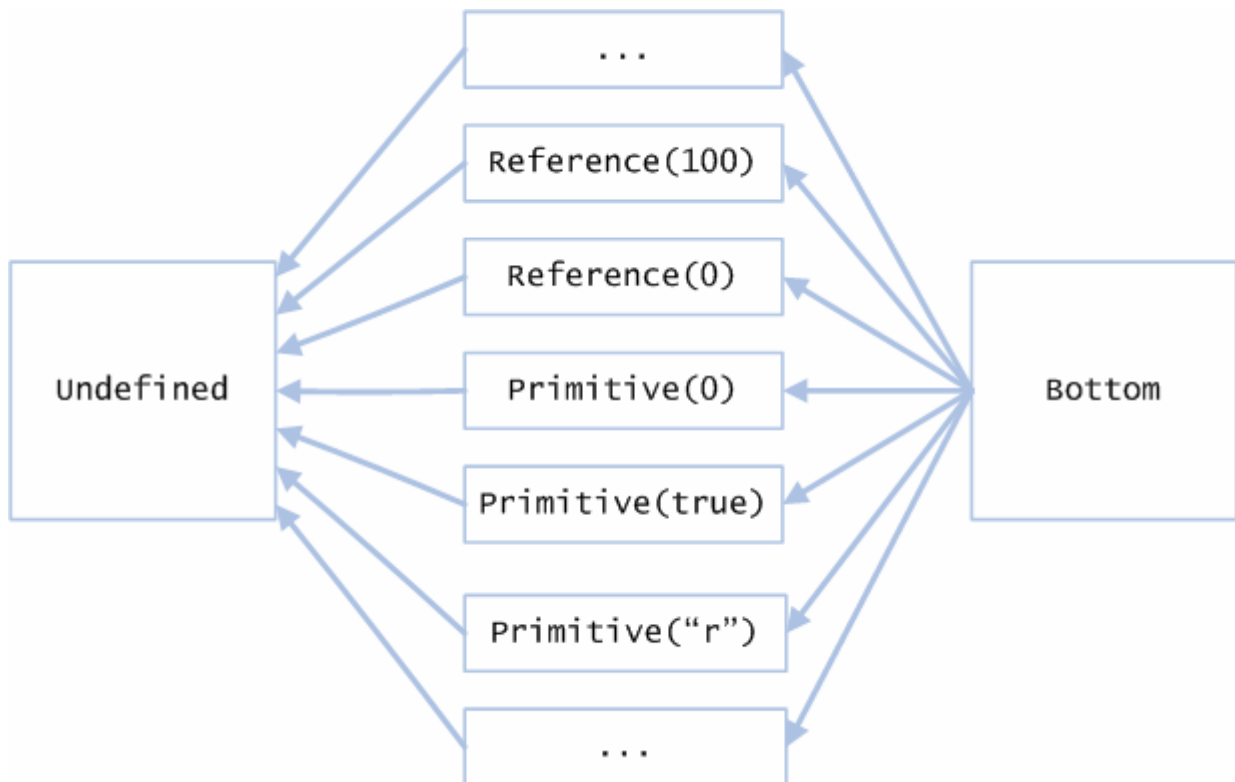 ...
Reference(100)
Reference(0)
Undefined
Primitive(0)
Bottom
Primitive(true)
Primitive(“r”)
...